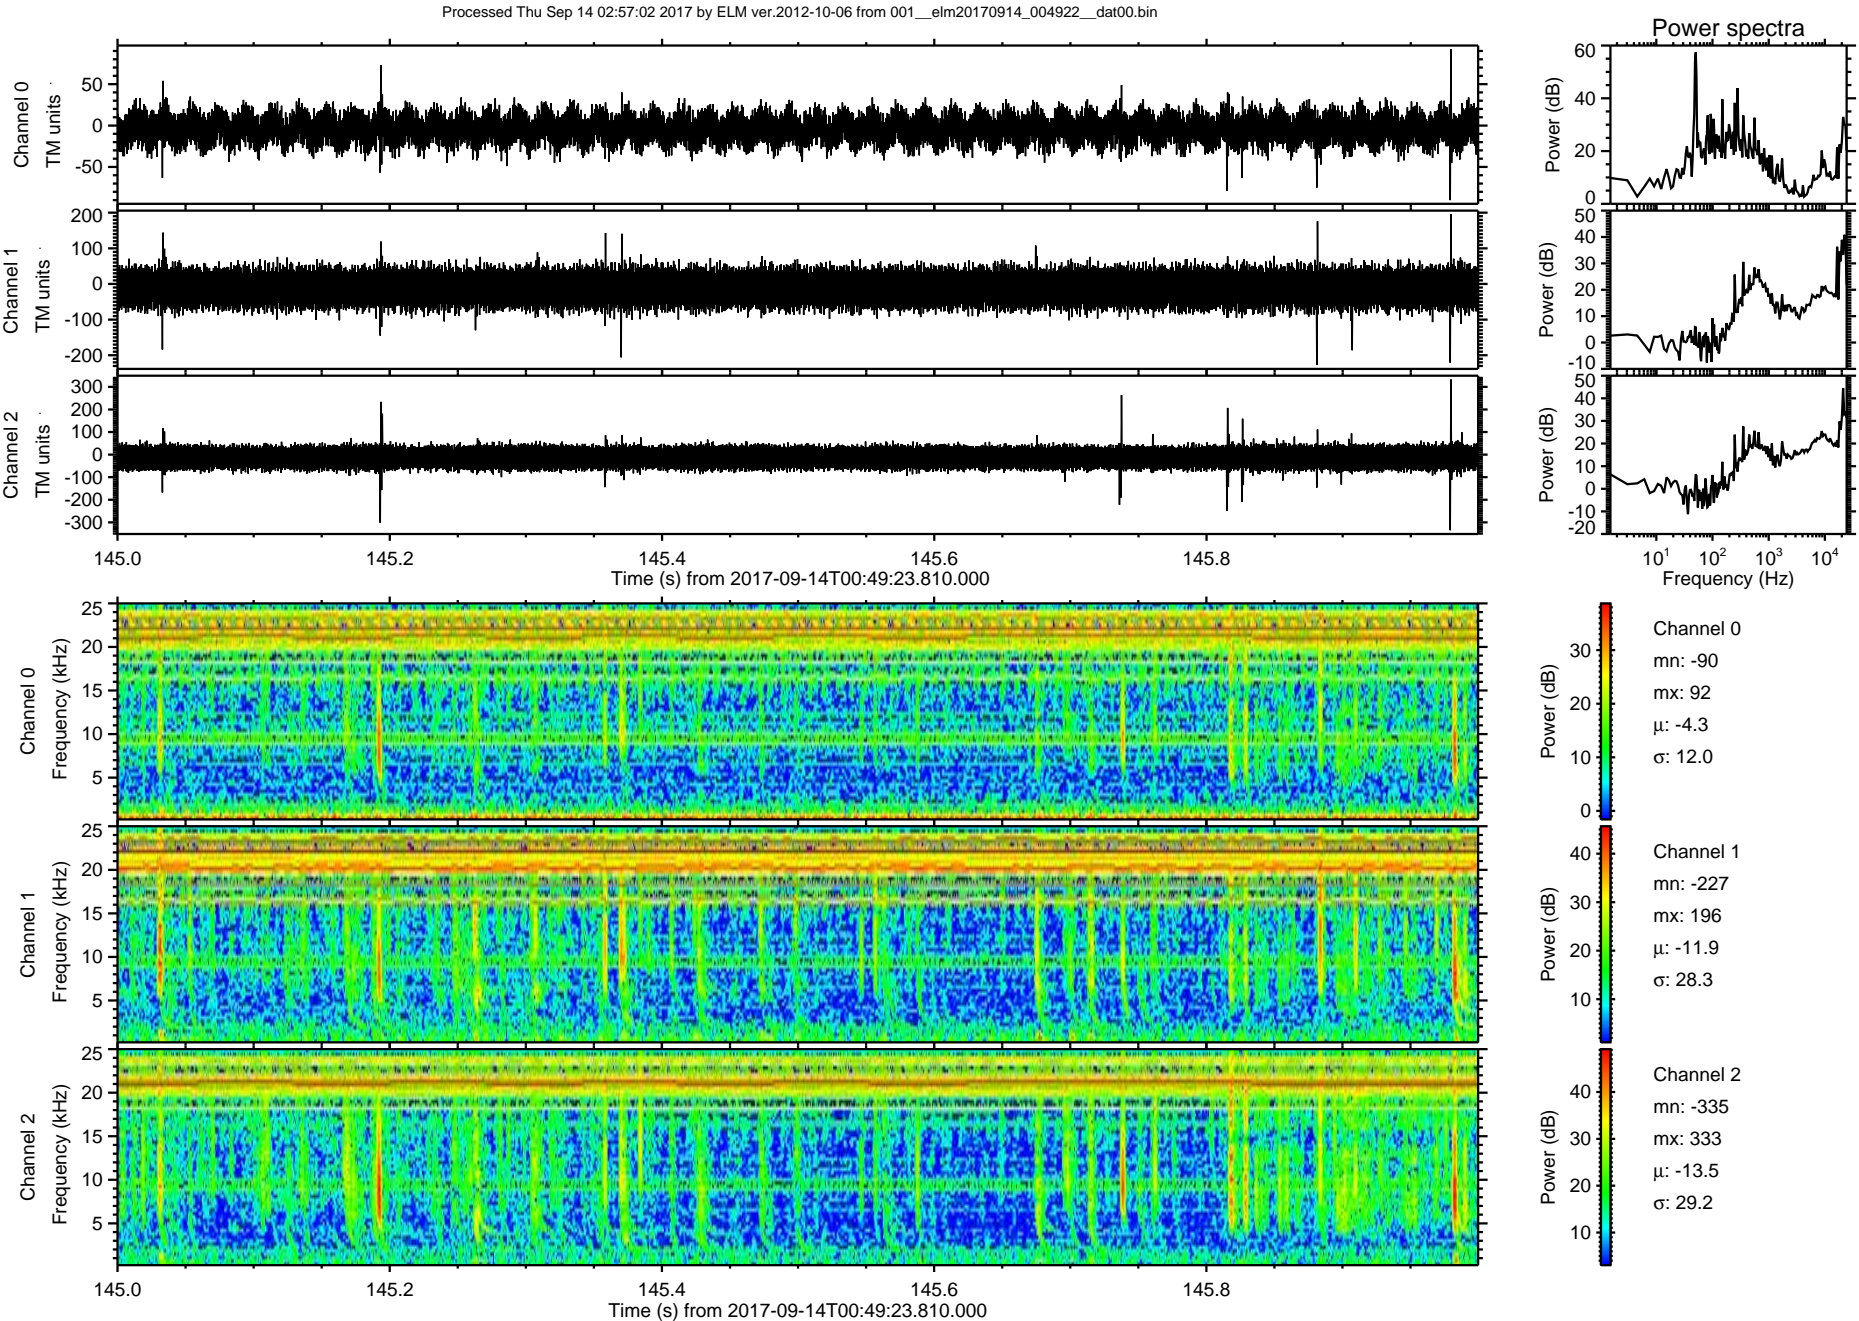 Processed Thu Sep 14 02:57:02 2017 by ELM ver.2012-10-06 from 001__elm20170914_004922__dat00.bin
Power spectra
Channel 0
TM units
50
0
-50
Power (dB)
60
40
20
0
Channel 1
TM units
200
100
0
-100
-200
Power (dB)
50
40
30
20
10
0
-10
Channel 2
TM units
300
200
100
0
-100
-200
-300
Power (dB)
50
40
30
20
10
0
-10
-20
145.0 145.2 145.4 145.6 145.8
Time (s) from 2017-09-14T00:49:23.810.000
10^1 10^2 10^3 10^4
Frequency (Hz)
Channel 0
Frequency (kHz)
25
20
15
10
5
Power (dB)
30
20
10
0
Channel 0
mn: -90
mx: 92
μ: -4.3
σ: 12.0
Channel 1
Frequency (kHz)
25
20
15
10
5
Power (dB)
40
30
20
10
Channel 1
mn: -227
mx: 196
μ: -11.9
σ: 28.3
Channel 2
Frequency (kHz)
25
20
15
10
5
Power (dB)
40
30
20
10
Channel 2
mn: -335
mx: 333
μ: -13.5
σ: 29.2
145.0 145.2 145.4 145.6 145.8
Time (s) from 2017-09-14T00:49:23.810.000